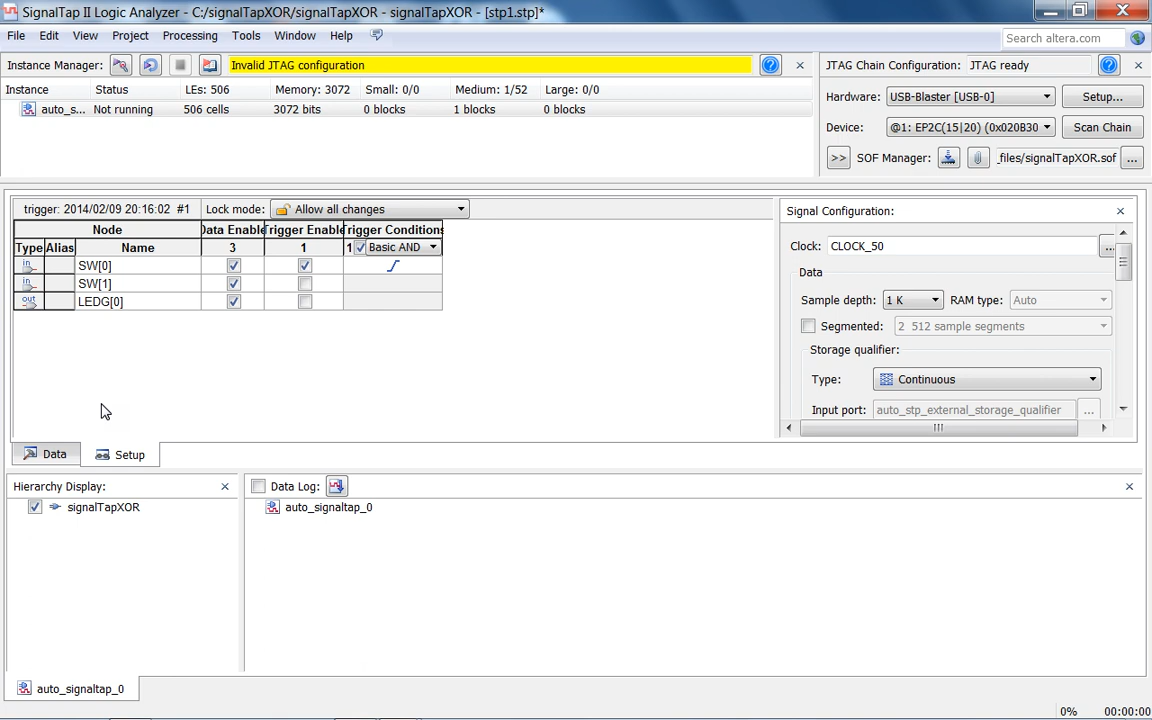 SignalTap II Logic Analyzer - C:/signalTapXOR/signalTapXOR - signalTapXOR - [stp1.stp]*
File Edit View Project Processing Tools Window Help
Search altera.com
Instance Manager: Invalid JTAG configuration
JTAG Chain Configuration: JTAG ready
Instance Status LEs: 506 Memory: 3072 Small: 0/0 Medium: 1/52 Large: 0/0
auto_s... Not running 506 cells 3072 bits 0 blocks 1 blocks 0 blocks
Hardware: USB-Blaster [USB-0] Setup...
Device: @1: EP2C(15|20) (0x020B30 Scan Chain
>> SOF Manager: _files/signalTapXOR.sof ...
trigger: 2014/02/09 20:16:02 #1 Lock mode: Allow all changes
Node Data Enable Trigger Enable Trigger Conditions
Type Alias Name 3 1 1 Basic AND
in SW[0]
in SW[1]
out LEDG[0]
Signal Configuration:
Clock: CLOCK_50 ...
Data
Sample depth: 1 K RAM type: Auto
Segmented: 2 512 sample segments
Storage qualifier:
Type: Continuous
Input port: auto_stp_external_storage_qualifier ...
Data Setup
Hierarchy Display:
signalTapXOR
Data Log:
auto_signaltap_0
auto_signaltap_0
0% 00:00:00